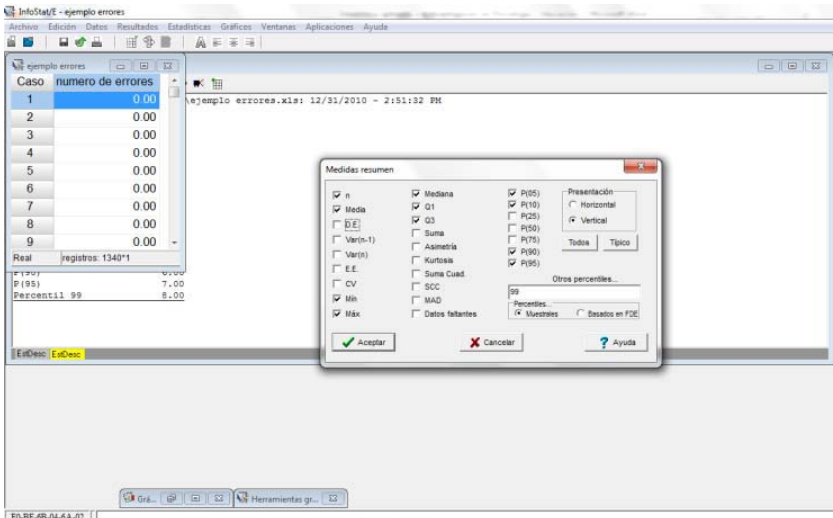 InfoStat/E - ejemplo errores
Archivo Edición Datos Resultados Estadísticas Gráficos Ventanas Aplicaciones Ayuda
ejemplo errores
Caso numero de errores
1 0.00
2 0.00
3 0.00
4 0.00
5 0.00
6 0.00
7 0.00
8 0.00
9 0.00
Real registros: 1340*1
\ejemplo errores.xls: 12/31/2010 - 2:51:32 PM
P(95) 7.00
Percentil 99 8.00
EstDesc EstDesc
Medidas resumen
n
Media
D.E.
Var(n-1)
Var(n)
E.E.
CV
Mín
Máx
Mediana
Q1
Q3
Suma
Asimetría
Kurtosis
Suma Cuad.
SCC
MAD
Datos faltantes
P(05)
P(10)
P(25)
P(50)
P(75)
P(90)
P(95)
Presentación
Horizontal
Vertical
Todos Típico
Otros percentiles...
99
Percentiles...
Muestrales Basados en FDE
Aceptar Cancelar Ayuda
Grá... Herramientas gr...